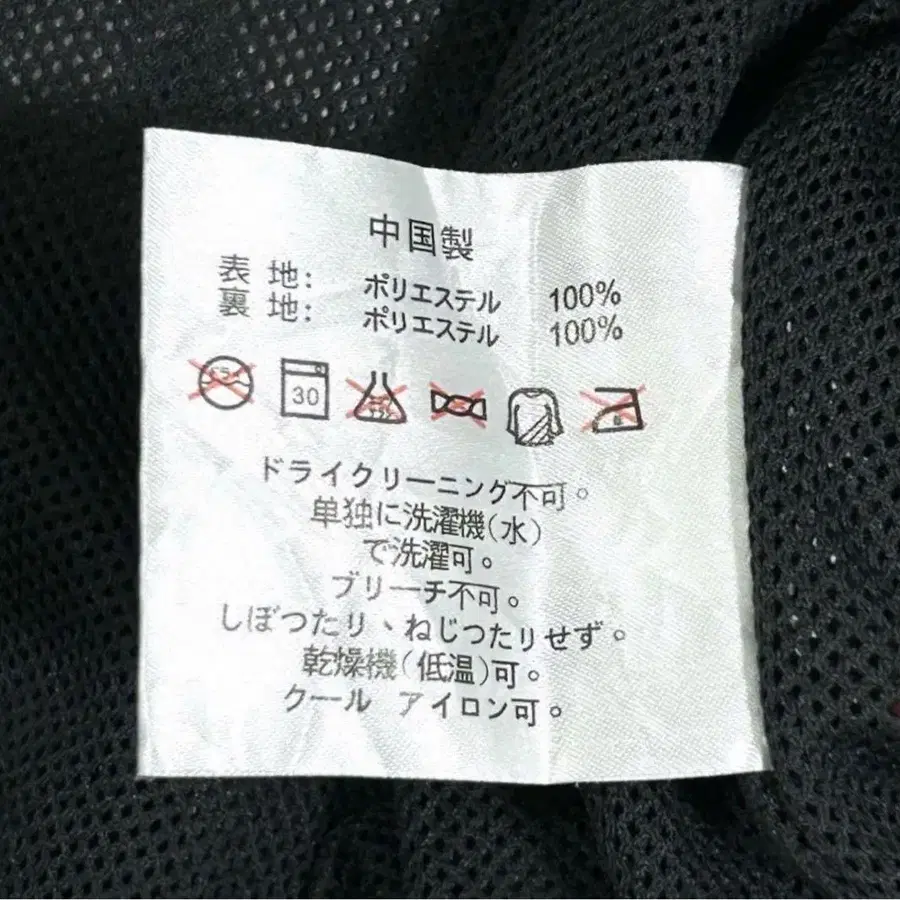 中国製
表 地: ポリエステル 100%
裏 地: ポリエステル 100%
30
ドライクリーニング不可。
単独に洗濯機(水)
で洗濯可。
ブリーチ不可。
しぼつたり、ねじつたりせず。
乾燥機(低温)可。
クール アイロン可。